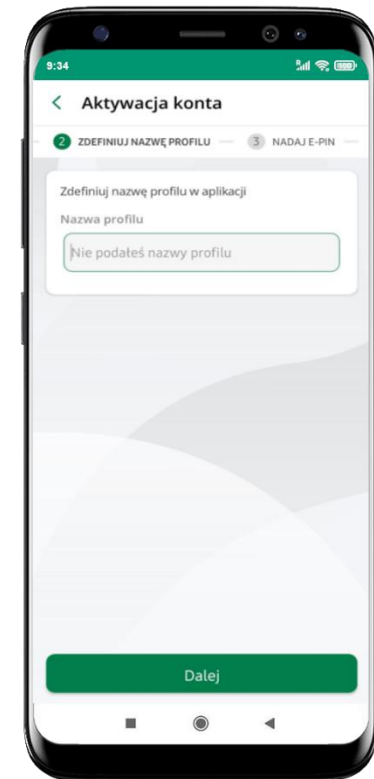 9:34
Aktywacja konta
2 ZDEFINIUJ NAZWĘ PROFILU 3 NADAJ E-PIN
Zdefiniuj nazwę profilu w aplikacji
Nazwa profilu
Nie podałeś nazwy profilu
Dalej